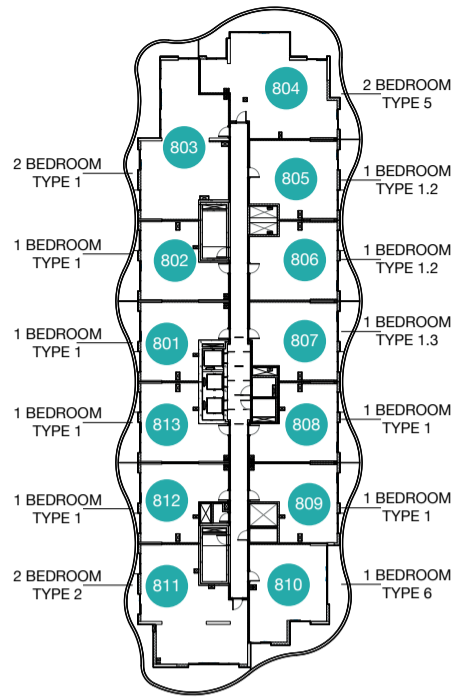 804
2 BEDROOM
TYPE 5
803
2 BEDROOM
TYPE 1
805
1 BEDROOM
TYPE 1.2
802
1 BEDROOM
TYPE 1
806
1 BEDROOM
TYPE 1.2
801
1 BEDROOM
TYPE 1
807
1 BEDROOM
TYPE 1.3
813
1 BEDROOM
TYPE 1
808
1 BEDROOM
TYPE 1
812
1 BEDROOM
TYPE 1
809
1 BEDROOM
TYPE 1
811
2 BEDROOM
TYPE 2
810
1 BEDROOM
TYPE 6